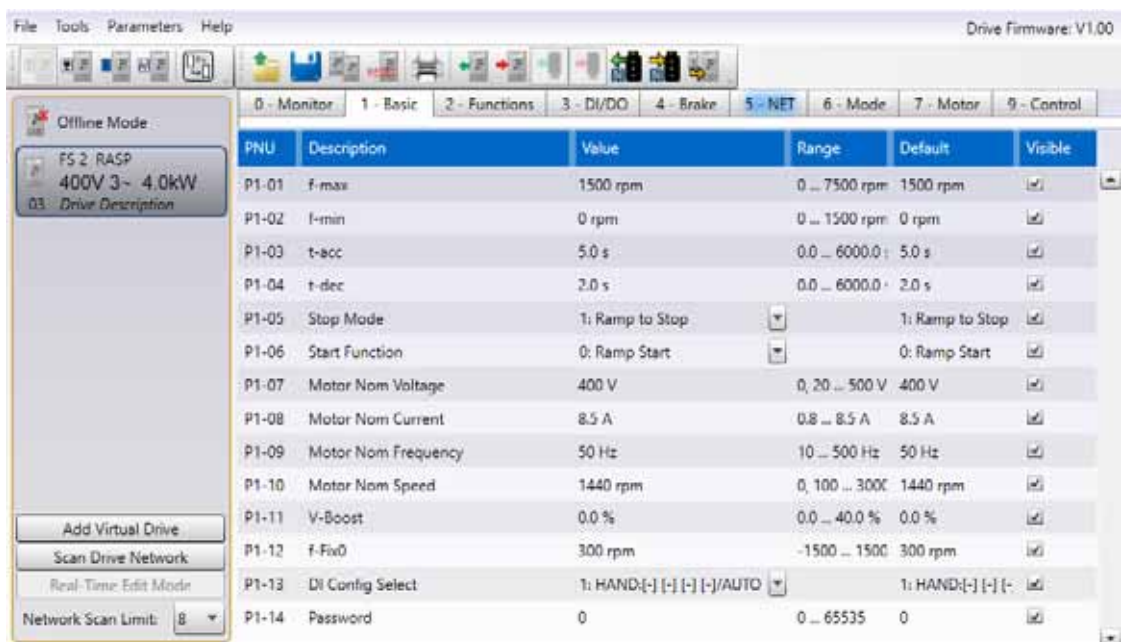 File Tools Parameters Help
Drive Firmware: V1.00
0 - Monitor 1 - Basic 2 - Functions 3 - DI/DO 4 - Brake 5 - NET 6 - Mode 7 - Motor 9 - Control
Offline Mode
FS 2 RASP
400V 3~ 4.0kW
03 Drive Description
PNU Description Value Range Default Visible
P1-01 f-max 1500 rpm 0 ... 7500 rpm 1500 rpm
P1-02 f-min 0 rpm 0 ... 1500 rpm 0 rpm
P1-03 t-acc 5.0 s 0.0 ... 6000.0 5.0 s
P1-04 t-dec 2.0 s 0.0 ... 6000.0 2.0 s
P1-05 Stop Mode 1: Ramp to Stop 1: Ramp to Stop
P1-06 Start Function 0: Ramp Start 0: Ramp Start
P1-07 Motor Nom Voltage 400 V 0, 20 ... 500 V 400 V
P1-08 Motor Nom Current 8.5 A 0.8 ... 8.5 A 8.5 A
P1-09 Motor Nom Frequency 50 Hz 10 ... 500 Hz 50 Hz
P1-10 Motor Nom Speed 1440 rpm 0, 100 ... 1440 rpm
P1-11 V-Boost 0.0 % 0.0 ... 40.0 % 0.0 %
P1-12 f-Fix0 300 rpm -1500 ... 1500 300 rpm
P1-13 DI Config Select 1: HAND:[-] [-] [-] [-]/AUTO 1: HAND:[-] [-] [-
P1-14 Password 0 0 ... 65535 0
Add Virtual Drive
Scan Drive Network
Real-Time Edit Mode
Network Scan Limit: 8